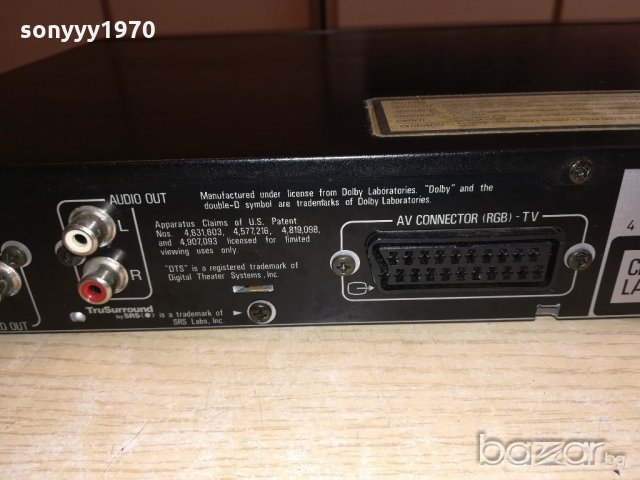 sonyyy1970
AUDIO OUT
L
R
Manufactured under license from Dolby Laboratories. "Dolby" and the
double-D symbol are trademarks of Dolby Laboratories.
Apparatus Claims of U.S. Patent
Nos. 4,631,603, 4,577,216, 4,819,098,
and 4,907,093 licensed for limited
viewing uses only.
"DTS" is a registered trademark of
Digital Theater Systems, Inc.
TruSurround
by SRS(●) is a trademark of
SRS Labs, Inc.
AV CONNECTOR (RGB) - TV
OUT
4
C
LA
bazar.bg